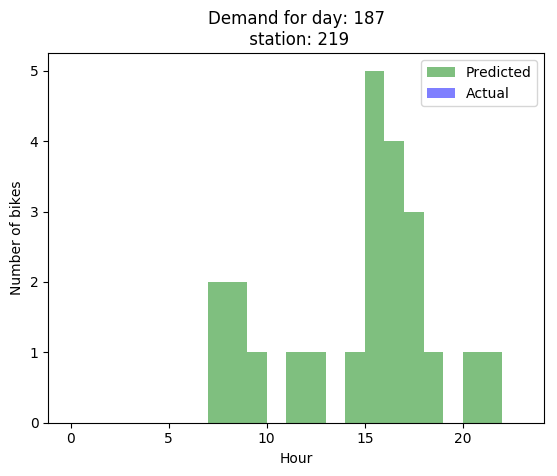 Demand for day: 187
station: 219
Predicted
Actual
Number of bikes
5
4
3
2
1
0
0
5
10
15
20
Hour